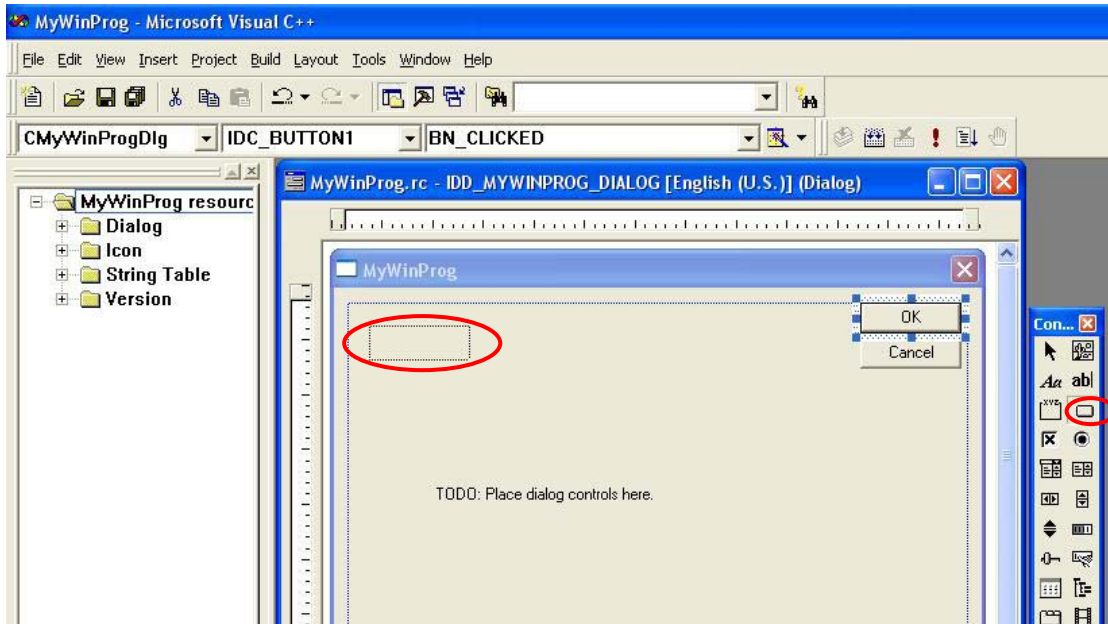 MyWinProg - Microsoft Visual C++
File Edit View Insert Project Build Layout Tools Window Help
CMyWinProgDlg IDC_BUTTON1 BN_CLICKED
MyWinProg resourc
Dialog
Icon
String Table
Version
MyWinProg.rc - IDD_MYWINPROG_DIALOG [English (U.S.)] (Dialog)
MyWinProg
OK
Cancel
TODO: Place dialog controls here.
Con...
Aa ab|
XYZ